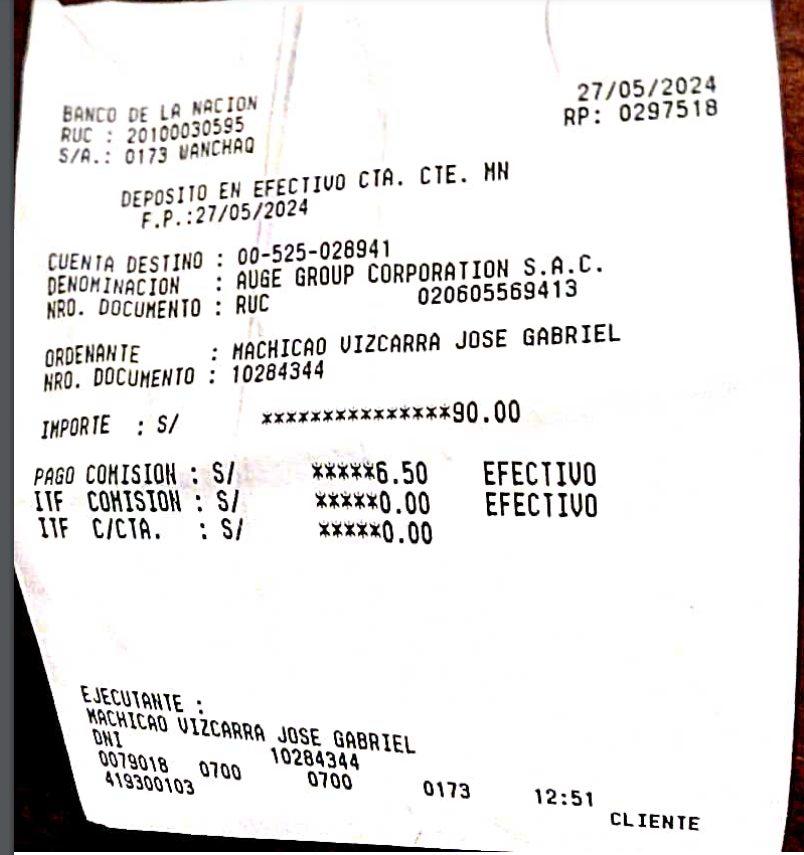 27/05/2024
RP: 0297518
BANCO DE LA NACION
RUC : 20100030595
S/A.: 0173 WANCHAQ
DEPOSITO EN EFECTIVO CTA. CTE. MN
F.P.:27/05/2024
CUENTA DESTINO : 00-525-028941
DENOMINACION : AUGE GROUP CORPORATION S.A.C.
NRO. DOCUMENTO : RUC 020605569413
ORDENANTE : MACHICAO VIZCARRA JOSE GABRIEL
NRO. DOCUMENTO : 10284344
IMPORTE : S/ ***************90.00
PAGO COMISION : S/ *****6.50 EFECTIVO
ITF COMISION : S/ *****0.00 EFECTIVO
ITF C/CTA. : S/ *****0.00
EJECUTANTE :
MACHICAO VIZCARRA JOSE GABRIEL
DNI 10284344
0079018 0700 0700 0173 12:51
419300103 CLIENTE